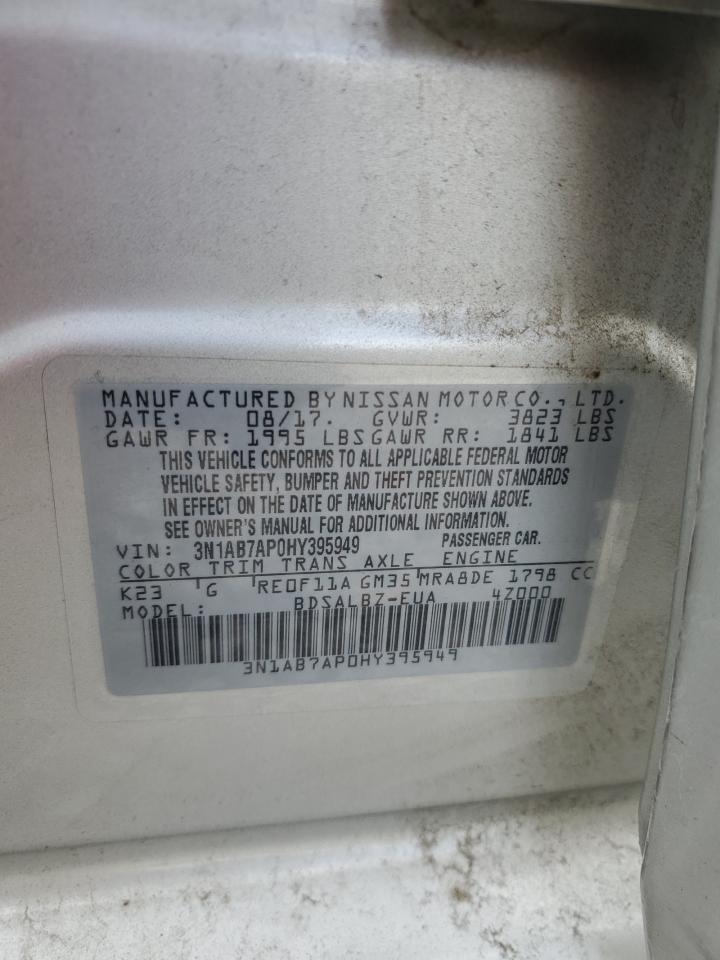 MANUFACTURED BY NISSAN MOTOR CO., LTD.
DATE: 08/17. GVWR: 3823 LBS
GAWR FR: 1995 LBS GAWR RR: 1841 LBS
THIS VEHICLE CONFORMS TO ALL APPLICABLE FEDERAL MOTOR
VEHICLE SAFETY, BUMPER AND THEFT PREVENTION STANDARDS
IN EFFECT ON THE DATE OF MANUFACTURE SHOWN ABOVE.
SEE OWNER'S MANUAL FOR ADDITIONAL INFORMATION.
VIN: 3N1AB7AP0HY395949 PASSENGER CAR.
COLOR TRIM TRANS AXLE ENGINE
K23 G RE0F11A GM35 MRA8DE 1798 CC
MODEL: BDSALBZ-EUA 4Z000
3N1AB7AP0HY395949